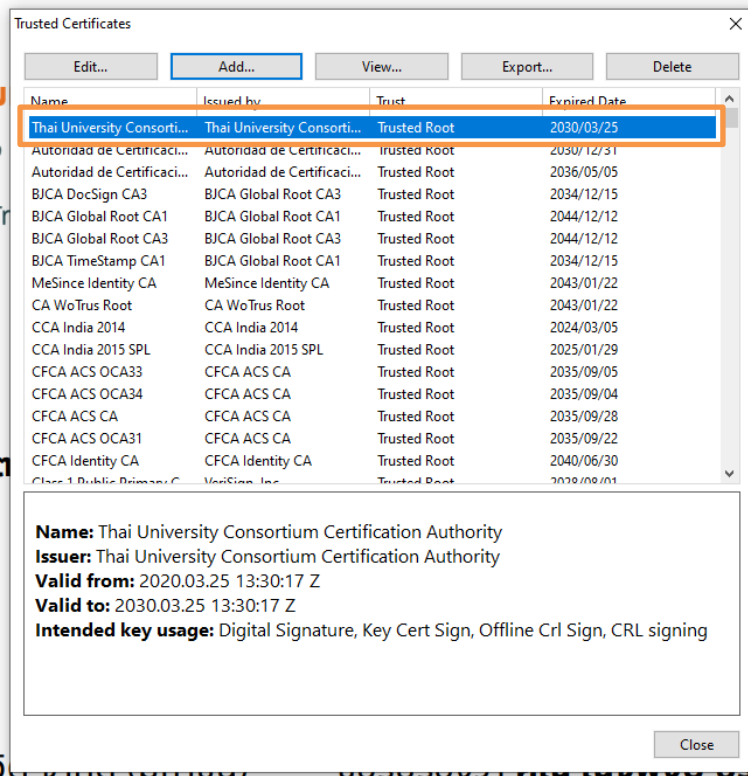 Trusted Certificates
Edit... Add... View... Export... Delete
Name Issued by Trust Expired Date
Thai University Consorti... Thai University Consorti... Trusted Root 2030/03/25
Autoridad de Certificaci... Autoridad de Certificaci... Trusted Root 2030/12/31
Autoridad de Certificaci... Autoridad de Certificaci... Trusted Root 2036/05/05
BJCA DocSign CA3 BJCA Global Root CA3 Trusted Root 2034/12/15
BJCA Global Root CA1 BJCA Global Root CA1 Trusted Root 2044/12/12
BJCA Global Root CA3 BJCA Global Root CA3 Trusted Root 2044/12/12
BJCA TimeStamp CA1 BJCA Global Root CA1 Trusted Root 2034/12/15
MeSince Identity CA MeSince Identity CA Trusted Root 2043/01/22
CA WoTrus Root CA WoTrus Root Trusted Root 2043/01/22
CCA India 2014 CCA India 2014 Trusted Root 2024/03/05
CCA India 2015 SPL CCA India 2015 SPL Trusted Root 2025/01/29
CFCA ACS OCA33 CFCA ACS CA Trusted Root 2035/09/05
CFCA ACS OCA34 CFCA ACS CA Trusted Root 2035/09/04
CFCA ACS CA CFCA ACS CA Trusted Root 2035/09/28
CFCA ACS OCA31 CFCA ACS CA Trusted Root 2035/09/22
CFCA Identity CA CFCA Identity CA Trusted Root 2040/06/30
Class 1 Public Primary C... VeriSign, Inc. Trusted Root 2028/08/01
Name: Thai University Consortium Certification Authority
Issuer: Thai University Consortium Certification Authority
Valid from: 2020.03.25 13:30:17 Z
Valid to: 2030.03.25 13:30:17 Z
Intended key usage: Digital Signature, Key Cert Sign, Offline Crl Sign, CRL signing
Close